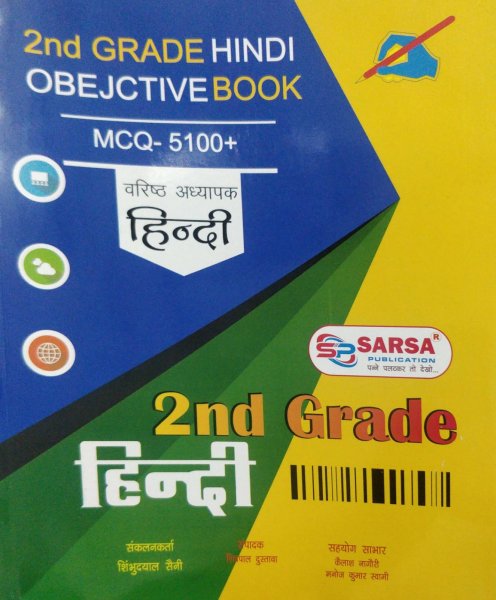 2nd GRADE HINDI
OBEJCTIVE BOOK
MCQ- 5100+
वरिष्ठ अध्यापक
हिन्दी
SP SARSA ®
PUBLICATION
पन्ने पलटकर तो देखो...
2nd Grade
हिन्दी
संकलनकर्ता
शिंभुदयाल सैनी
दुस्तावा
सहयोग साभार
कैलाश नागौरी
मनोज कुमार स्वामी